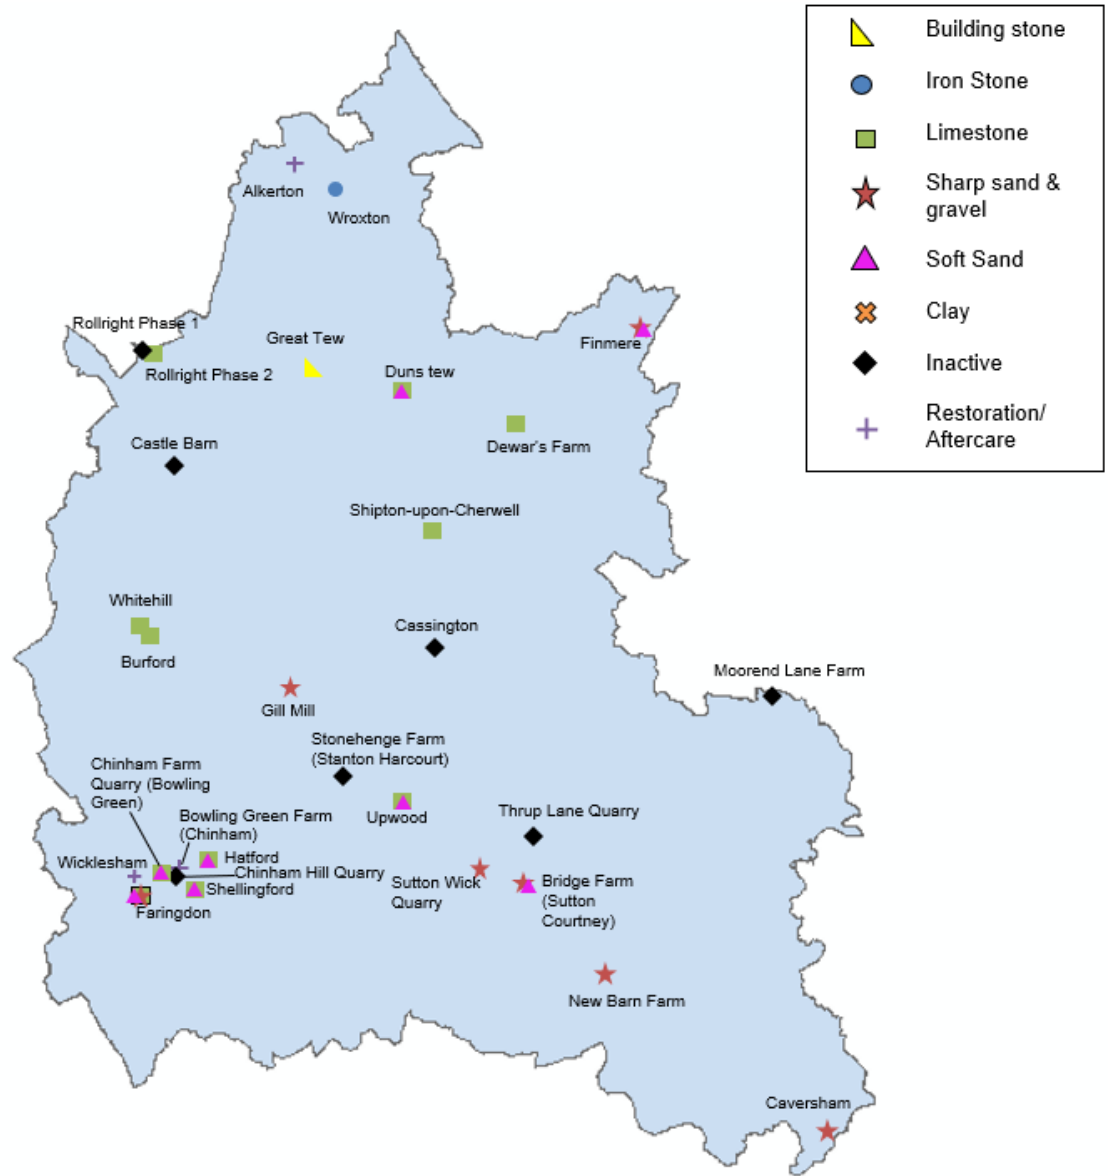 Building stone
Iron Stone
Limestone
Sharp sand &
gravel
Soft Sand
Clay
Inactive
Restoration/
Aftercare
Alkerton
Wroxton
Rollright Phase 1
Rollright Phase 2
Great Tew
Finmere
Duns tew
Dewar's Farm
Castle Barn
Shipton-upon-Cherwell
Whitehill
Burford
Cassington
Moorend Lane Farm
Gill Mill
Stonehenge Farm
(Stanton Harcourt)
Chinham Farm
Quarry (Bowling
Green)
Bowling Green Farm
(Chinham)
Upwood
Thrup Lane Quarry
Wicklesham
Hatford
Chinham Hill Quarry
Shellingford
Faringdon
Sutton Wick
Quarry
Bridge Farm
(Sutton
Courtney)
New Barn Farm
Caversham